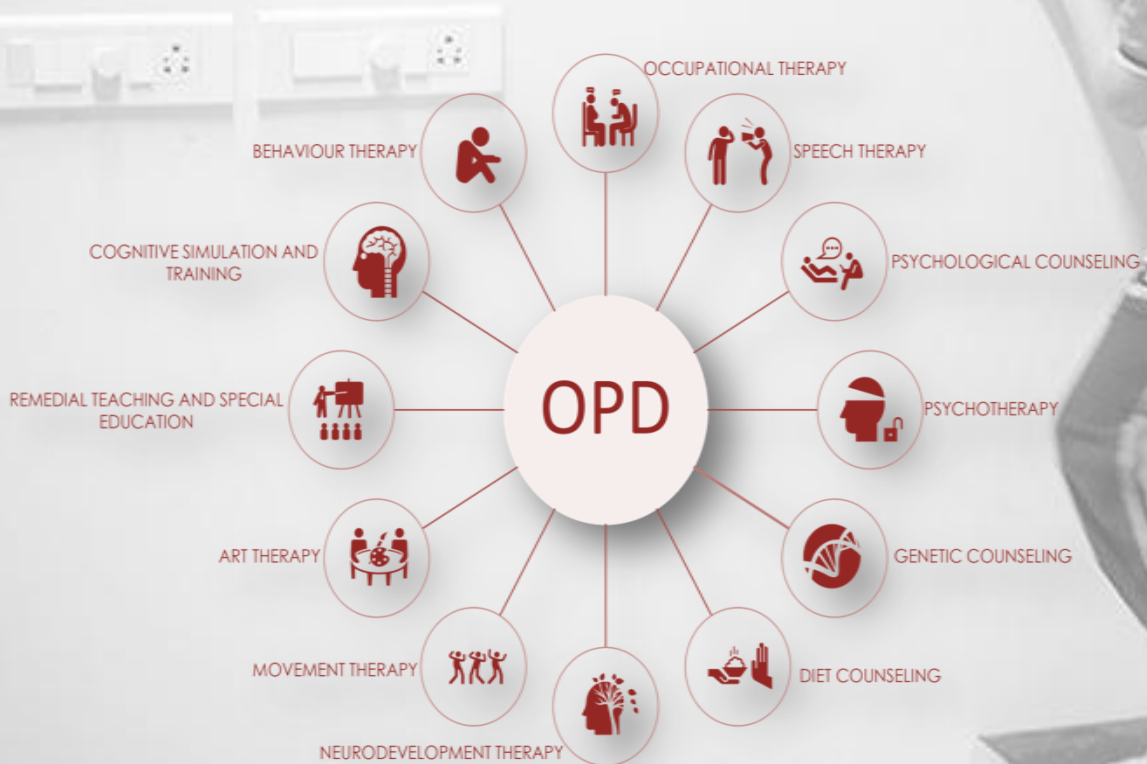 OCCUPATIONAL THERAPY
BEHAVIOUR THERAPY
SPEECH THERAPY
COGNITIVE SIMULATION AND
TRAINING
PSYCHOLOGICAL COUNSELING
OPD
REMEDIAL TEACHING AND SPECIAL
EDUCATION
PSYCHOTHERAPY
ART THERAPY
GENETIC COUNSELING
MOVEMENT THERAPY
DIET COUNSELING
NEURODEVELOPMENT THERAPY